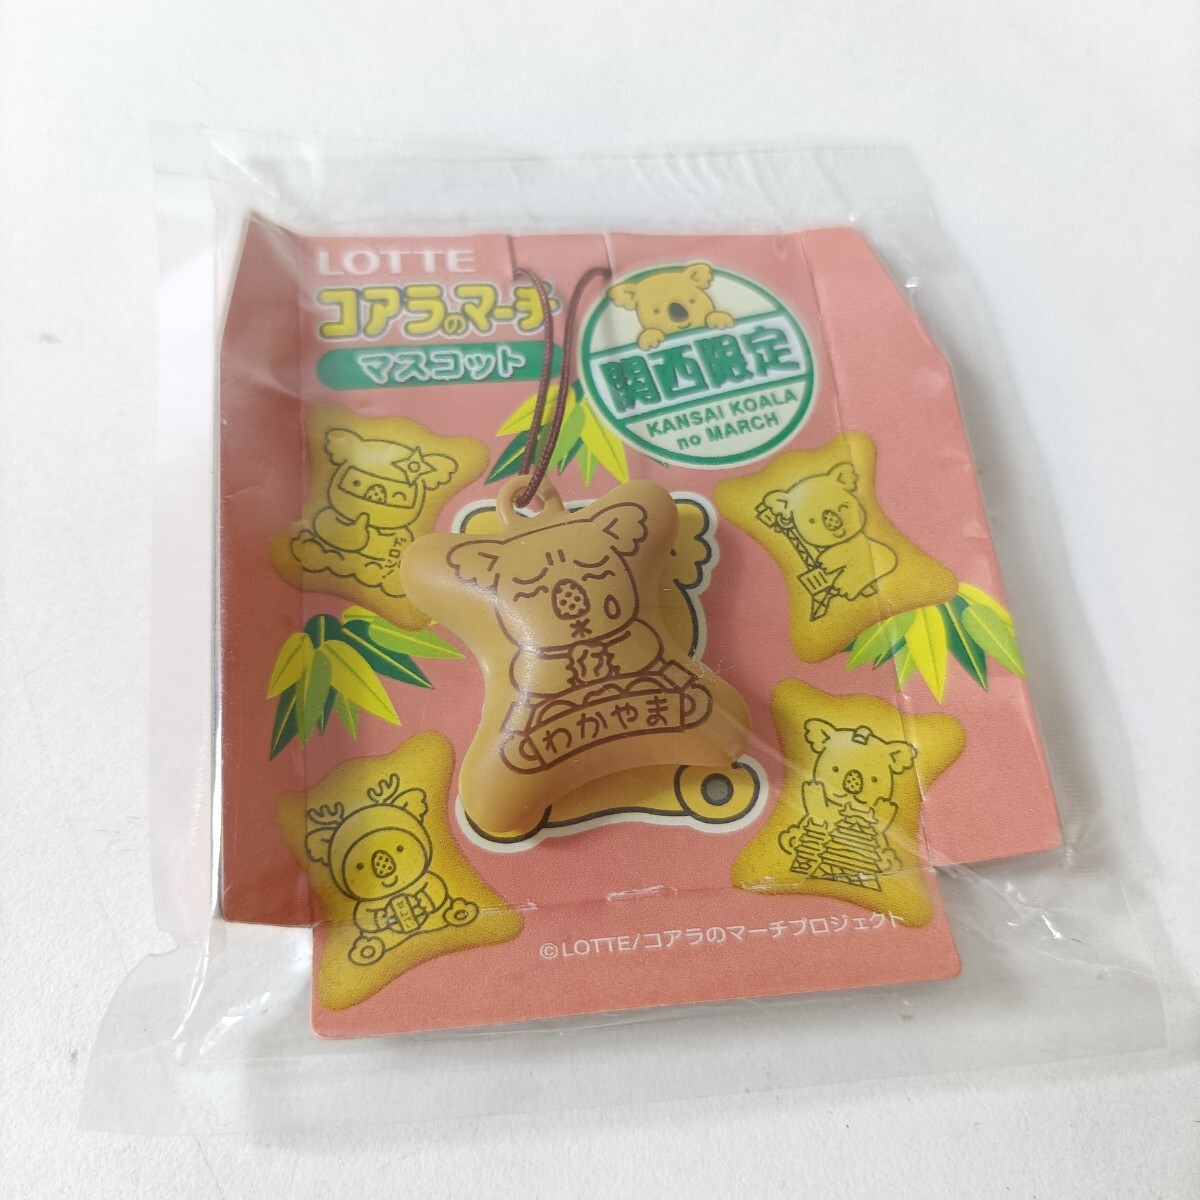 LOTTE
コアラのマーチ
マスコット
関西限定
KANSAI KOALA
no MARCH
わかやま
©LOTTE/コアラのマーチプロジェクト